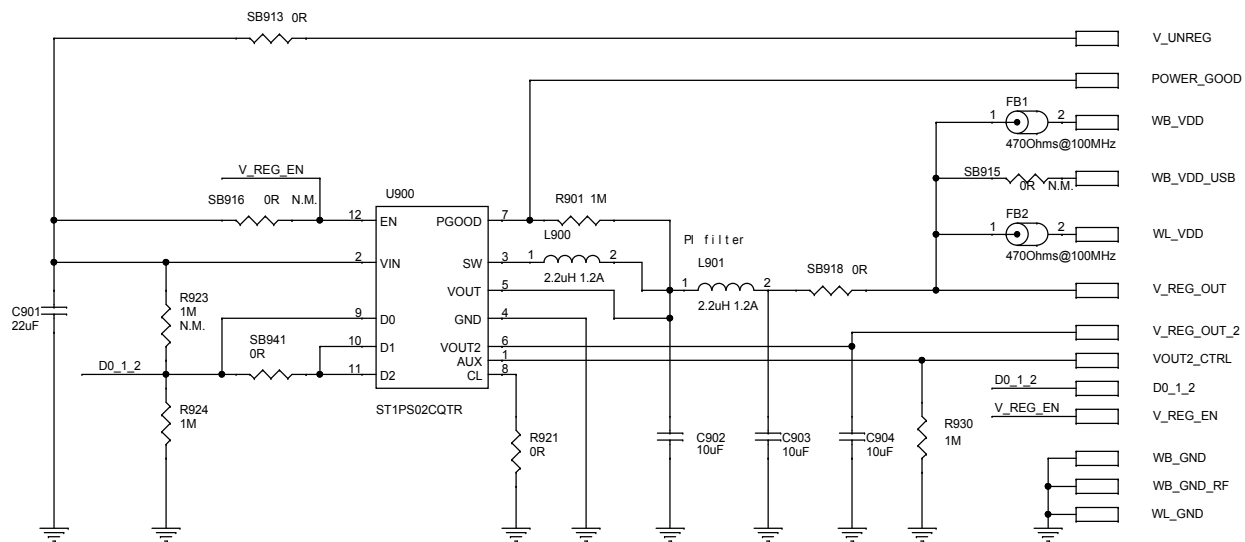 SB913 0R
V_UNREG
POWER_GOOD
FB1
1 2
WB_VDD
470Ohms@100MHz
V_REG_EN
SB915
0R N.M.
WB_VDD_USB
U900
SB916 0R N.M.
R901 1M
FB2
12 EN
PGOOD 7
L900
PI filter
1 2
WL_VDD
2 VIN
SW 3
1 2
L901
470Ohms@100MHz
2.2uH 1.2A
SB918 0R
R923
1M
N.M.
VOUT 5
1 2
V_REG_OUT
C901
22uF
2.2uH 1.2A
9 D0
GND 4
V_REG_OUT_2
SB941
0R
10 D1
VOUT2 6
AUX 1
VOUT2_CTRL
D0_1_2
11 D2
CL 8
D0_1_2
D0_1_2
R924
1M
ST1PS02CQTR
V_REG_EN
V_REG_EN
R921
0R
C902
10uF
C903
10uF
C904
10uF
R930
1M
WB_GND
WB_GND_RF
WL_GND